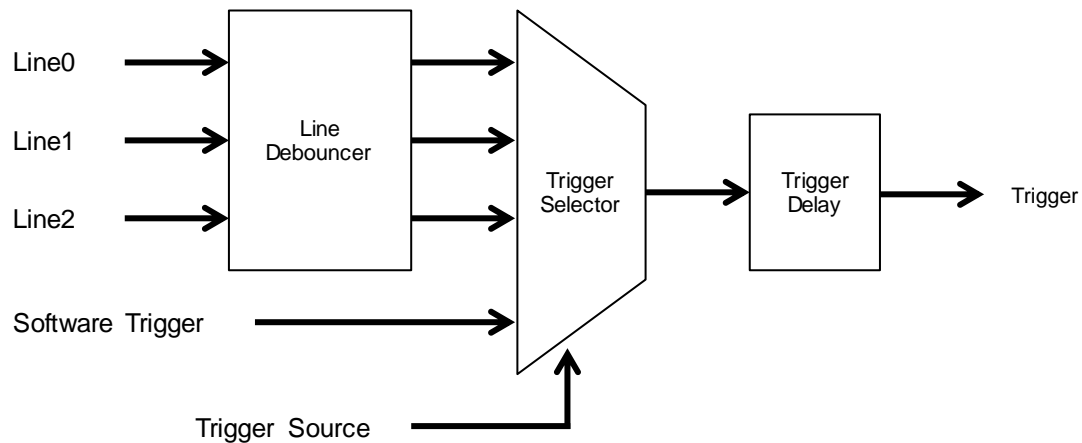 Line0
Line1
Line2
Line
Debouncer
Trigger
Selector
Trigger
Delay
Trigger
Software Trigger
Trigger Source